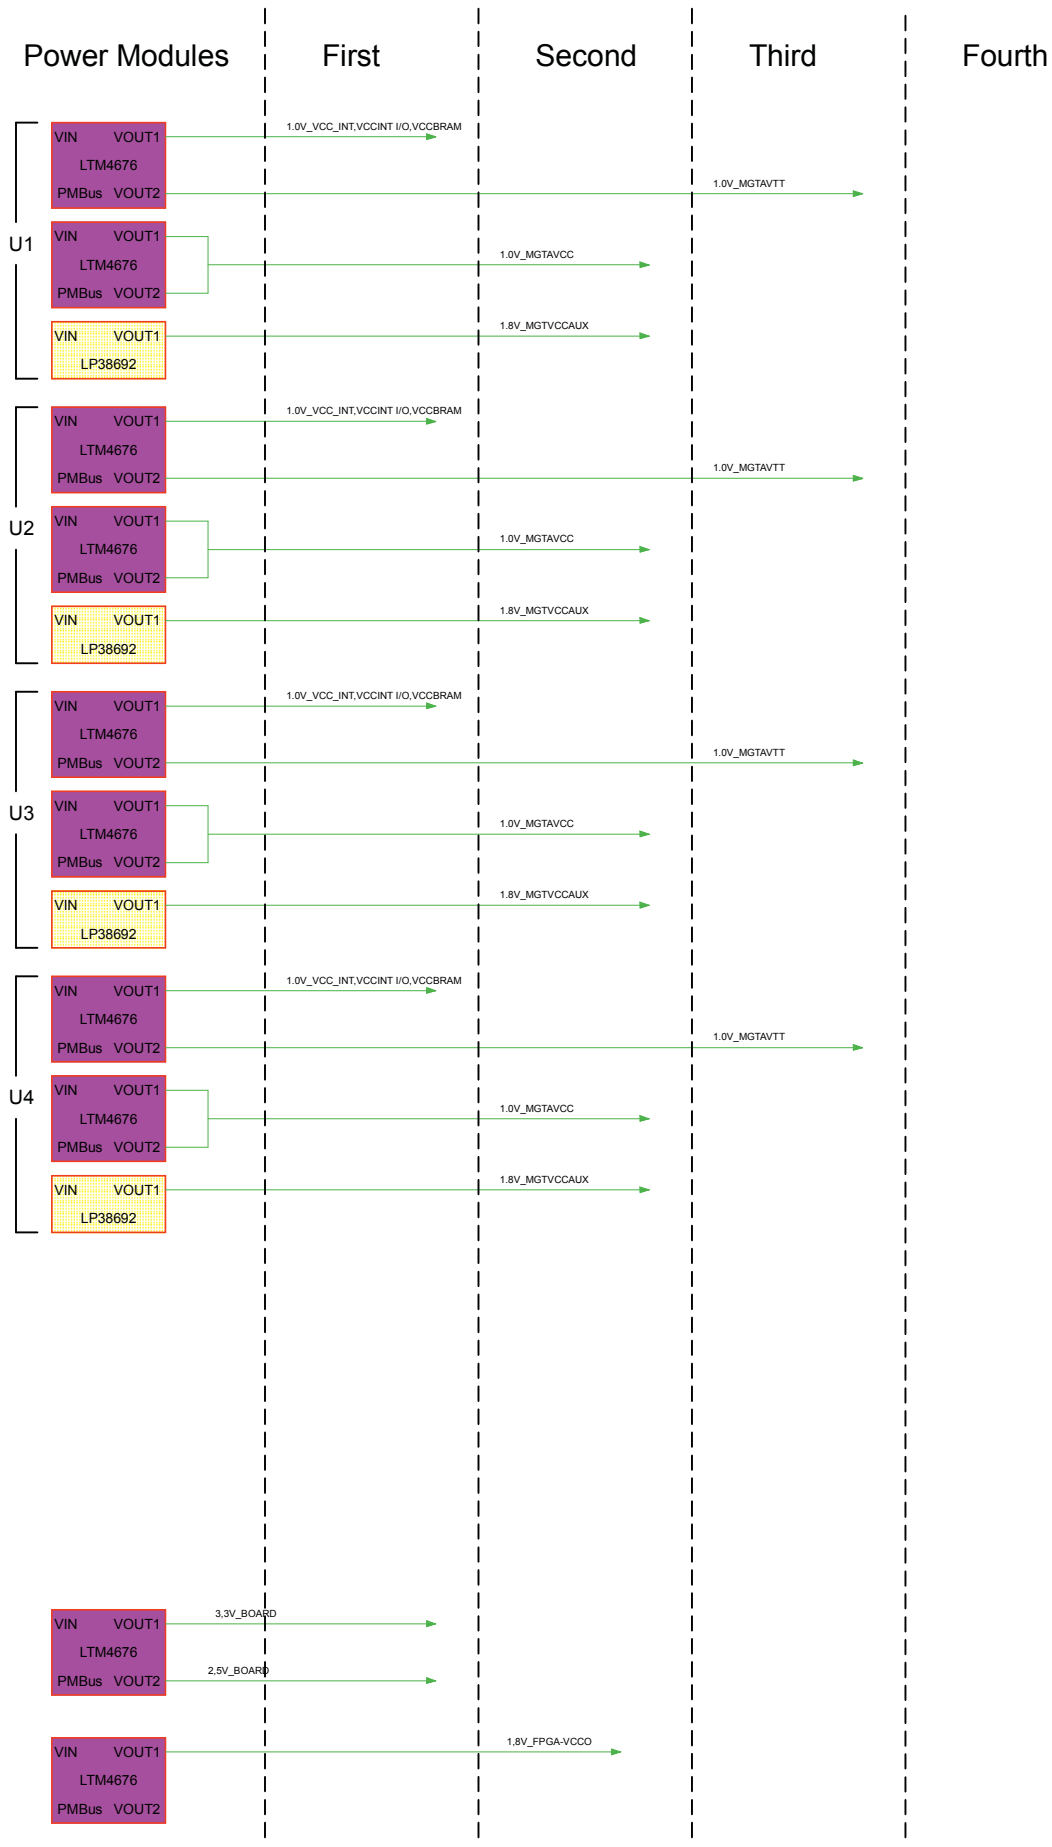 Power Modules First Second Third Fourth
U1
VIN VOUT1 1.0V_VCC_INT,VCCINT I/O,VCCBRAM
LTM4676
PMBus VOUT2 1.0V_MGTAVTT
VIN VOUT1
LTM4676 1.0V_MGTAVCC
PMBus VOUT2
VIN VOUT1 1.8V_MGTVCCAUX
LP38692
U2
VIN VOUT1 1.0V_VCC_INT,VCCINT I/O,VCCBRAM
LTM4676
PMBus VOUT2 1.0V_MGTAVTT
VIN VOUT1
LTM4676 1.0V_MGTAVCC
PMBus VOUT2
VIN VOUT1 1.8V_MGTVCCAUX
LP38692
U3
VIN VOUT1 1.0V_VCC_INT,VCCINT I/O,VCCBRAM
LTM4676
PMBus VOUT2 1.0V_MGTAVTT
VIN VOUT1
LTM4676 1.0V_MGTAVCC
PMBus VOUT2
VIN VOUT1 1.8V_MGTVCCAUX
LP38692
U4
VIN VOUT1 1.0V_VCC_INT,VCCINT I/O,VCCBRAM
LTM4676
PMBus VOUT2 1.0V_MGTAVTT
VIN VOUT1
LTM4676 1.0V_MGTAVCC
PMBus VOUT2
VIN VOUT1 1.8V_MGTVCCAUX
LP38692
VIN VOUT1 3,3V_BOARD
LTM4676
PMBus VOUT2 2,5V_BOARD
VIN VOUT1 1,8V_FPGA-VCCO
LTM4676
PMBus VOUT2